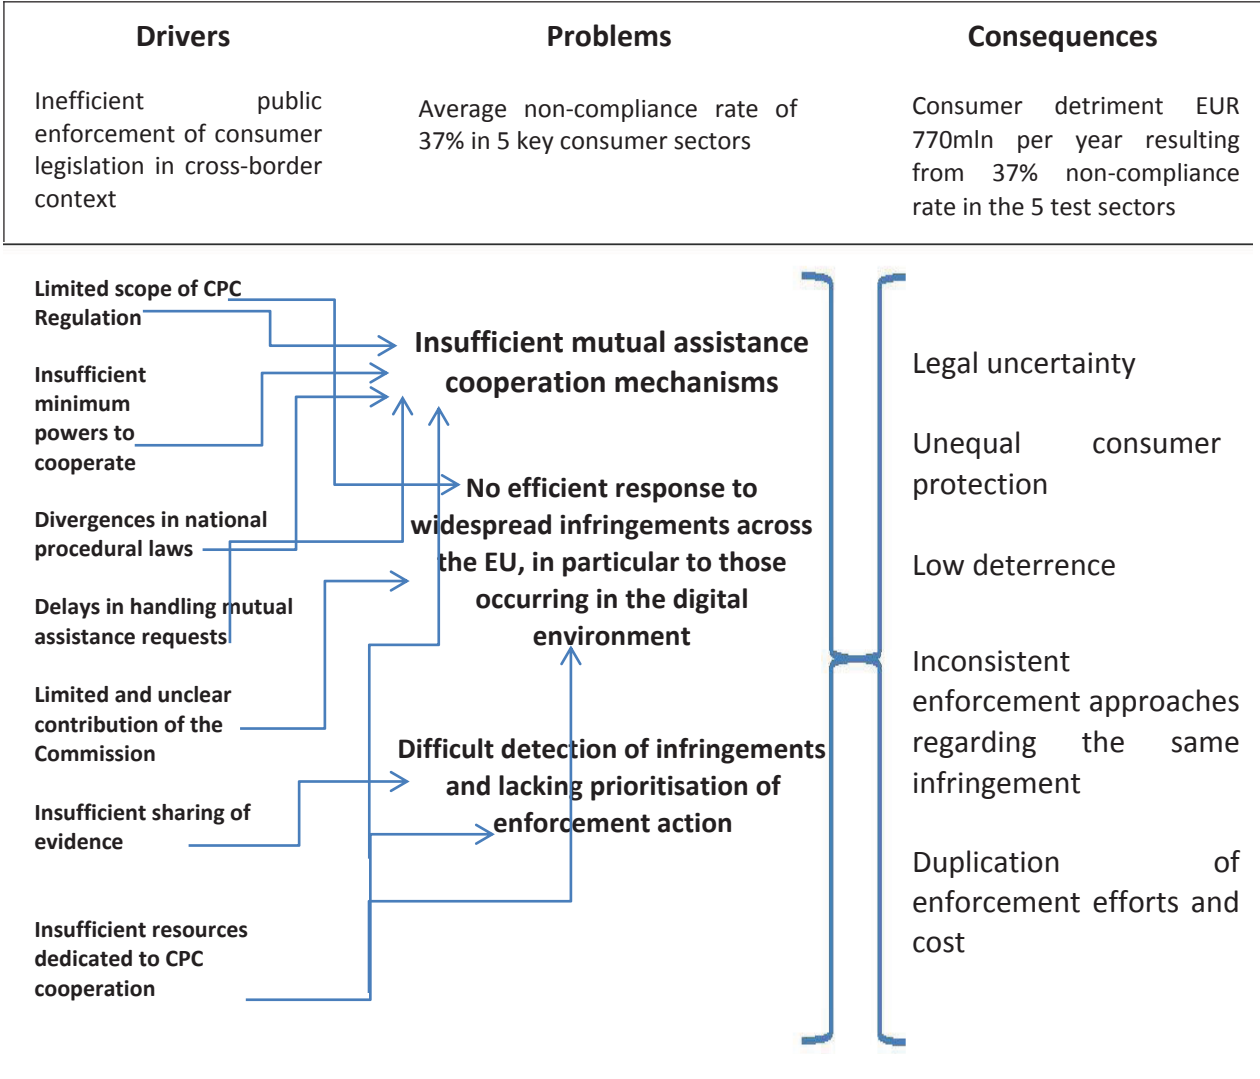 Drivers
Inefficient public
enforcement of consumer
legislation in cross-border
context
Problems
Average non-compliance rate of
37% in 5 key consumer sectors
Consequences
Consumer detriment EUR
770mln per year resulting
from 37% non-compliance
rate in the 5 test sectors
Limited scope of CPC
Regulation
Insufficient
minimum
powers to
cooperate
Divergences in national
procedural laws
Delays in handling mutual
assistance requests
Limited and unclear
contribution of the
Commission
Insufficient sharing of
evidence
Insufficient resources
dedicated to CPC
cooperation
Insufficient mutual assistance
cooperation mechanisms
No efficient response to
widespread infringements across
the EU, in particular to those
occurring in the digital
environment
Difficult detection of infringements
and lacking prioritisation of
enforcement action
Legal uncertainty
Unequal consumer
protection
Low deterrence
Inconsistent
enforcement approaches
regarding the same
infringement
Duplication of
enforcement efforts and
cost